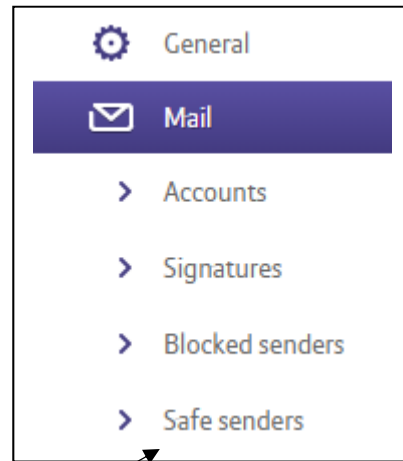 General
Mail
Accounts
Signatures
Blocked senders
Safe senders